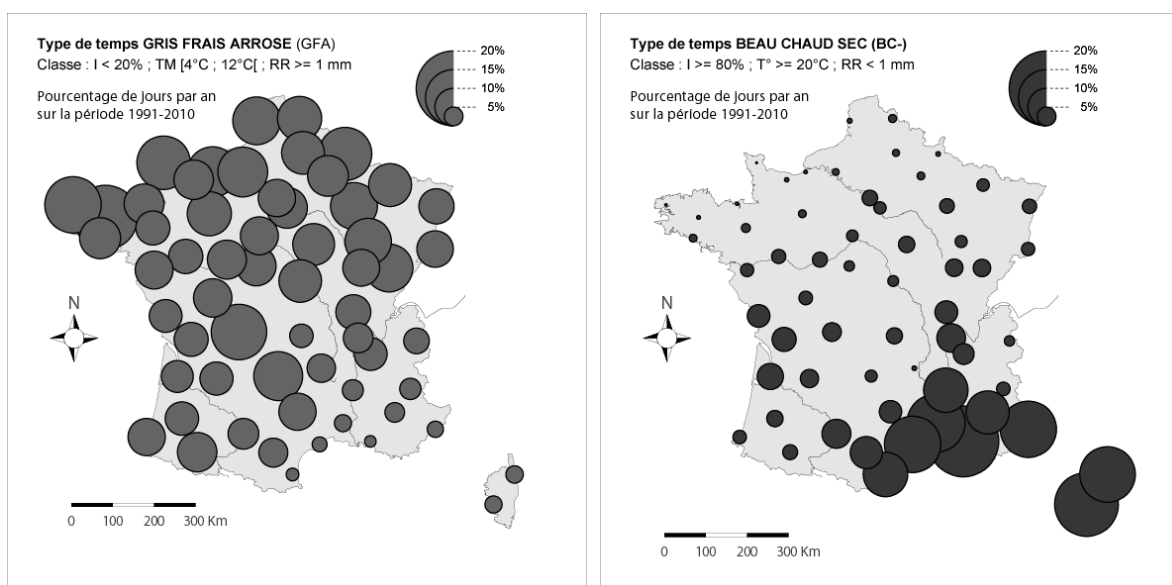 Type de temps GRIS FRAIS ARROSE (GFA)
Classe : I < 20% ; TM [4°C ; 12°C[ ; RR >= 1 mm
Pourcentage de jours par an
sur la période 1991-2010
20%
15%
10%
5%
N
0 100 200 300 Km
Type de temps BEAU CHAUD SEC (BC-)
Classe : I >= 80% ; T° >= 20°C ; RR < 1 mm
Pourcentage de jours par an
sur la période 1991-2010
20%
15%
10%
5%
N
0 100 200 300 Km